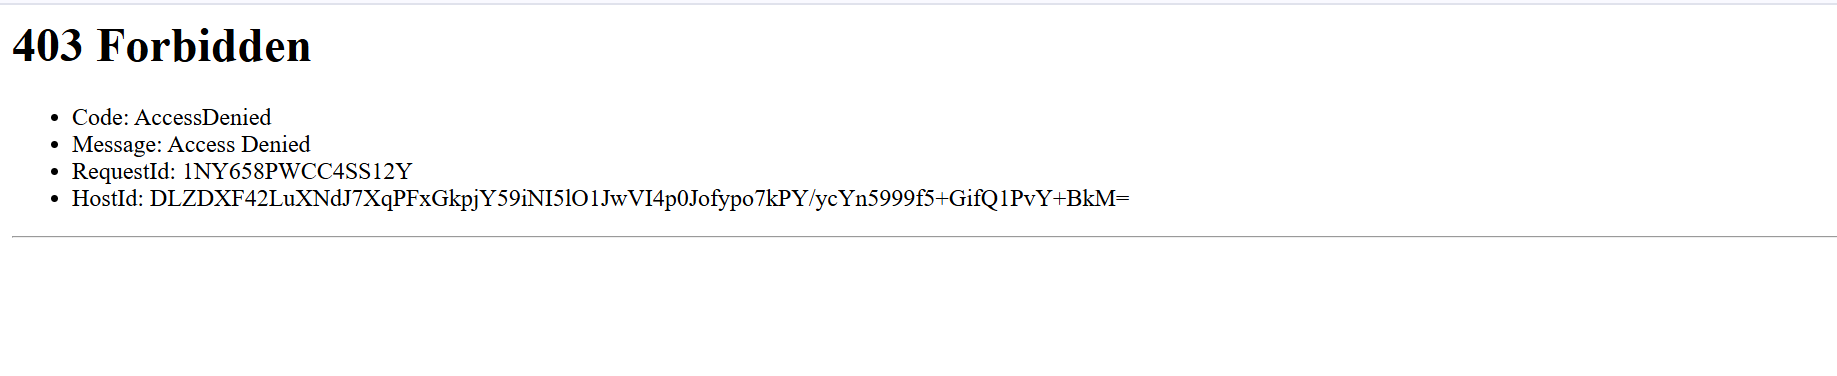 403 Forbidden
Code: AccessDenied
Message: Access Denied
RequestId: 1NY658PWCC4SS12Y
HostId: DLZDXF42LuXNdJ7XqPFxGkpjY59iNI5lO1JwVI4p0Jofypo7kPY/ycYn5999f5+GifQ1PvY+BkM=